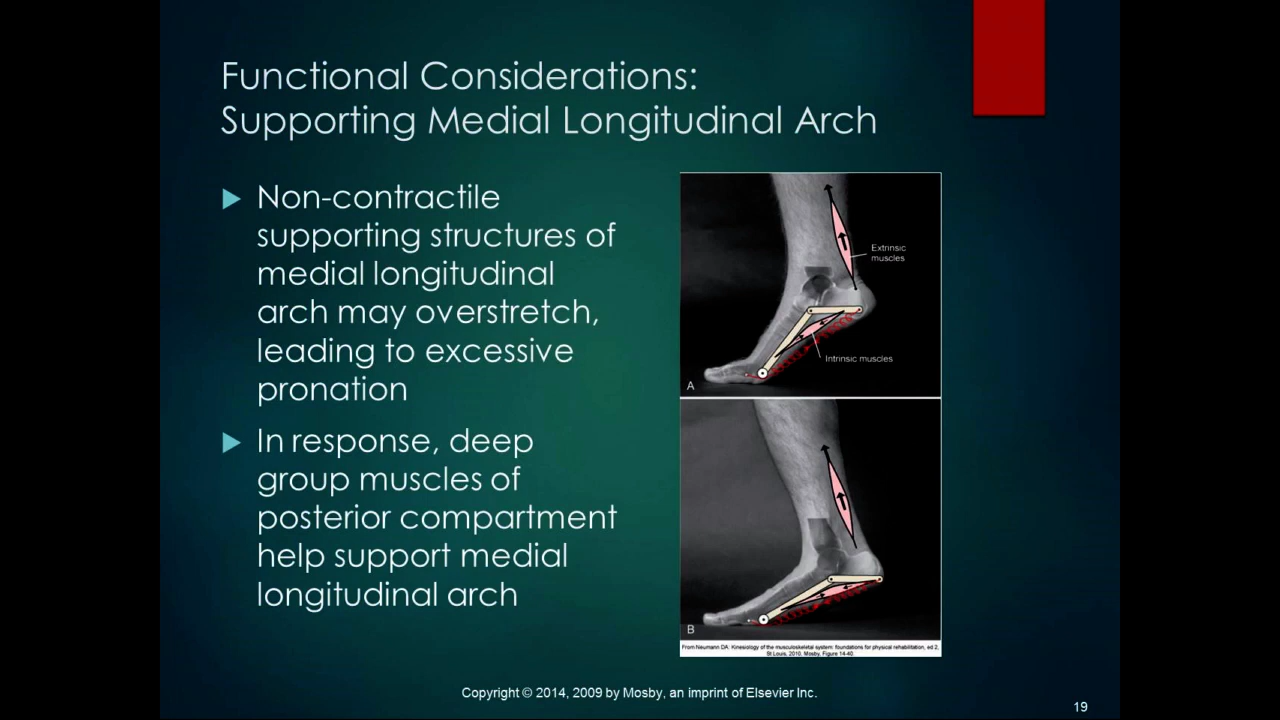 Functional Considerations:
Supporting Medial Longitudinal Arch
Non-contractile
supporting structures of
medial longitudinal
arch may overstretch,
leading to excessive
pronation
In response, deep
group muscles of
posterior compartment
help support medial
longitudinal arch
Extrinsic
muscles
Intrinsic muscles
A
B
From Neumann DA: Kinesiology of the musculoskeletal system: foundations for physical rehabilitation, ed 2,
St Louis, 2010, Mosby, Figure 14-40.
Copyright © 2014, 2009 by Mosby, an imprint of Elsevier Inc.
19